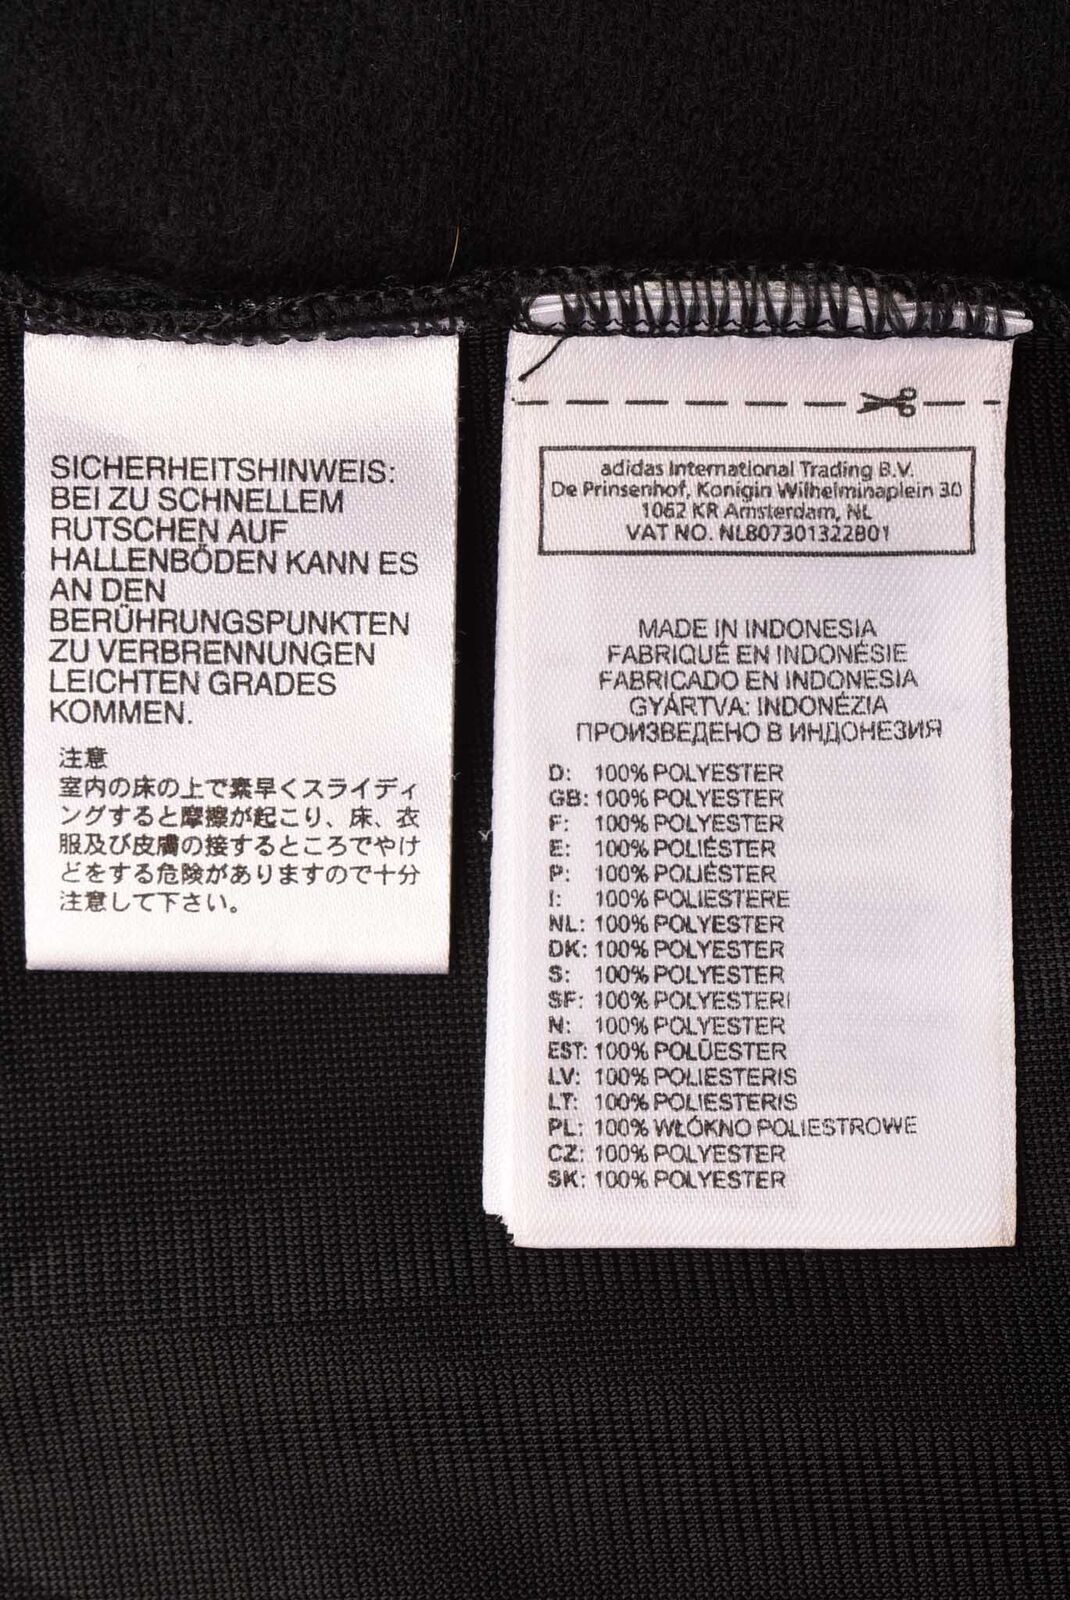 SICHERHEITSHINWEIS:
BEI ZU SCHNELLEM
RUTSCHEN AUF
HALLENBÖDEN KANN ES
AN DEN
BERÜHRUNGSPUNKTEN
ZU VERBRENNUNGEN
LEICHTEN GRADES
KOMMEN.
注意
室内の床の上で素早くスライディ
ングすると摩擦が起こり、床、衣
服及び皮膚の接するところでやけ
どをする危険がありますので十分
注意して下さい。
adidas International Trading B.V.
De Prinsenhof, Konigin Wilhelminaplein 30
1062 KR Amsterdam, NL
VAT NO. NL807301322B01
MADE IN INDONESIA
FABRIQUÉ EN INDONÉSIE
FABRICADO EN INDONESIA
GYÁRTVA: INDONÉZIA
ПРОИЗВЕДЕНО В ИНДОНЕЗИЯ
D: 100% POLYESTER
GB: 100% POLYESTER
F: 100% POLYESTER
E: 100% POLIÉSTER
P: 100% POLIÉSTER
I: 100% POLIESTERE
NL: 100% POLYESTER
DK: 100% POLYESTER
S: 100% POLYESTER
SF: 100% POLYESTERI
N: 100% POLYESTER
EST: 100% POLÜESTER
LV: 100% POLIESTERIS
LT: 100% POLIESTERIS
PL: 100% WŁÓKNO POLIESTROWE
CZ: 100% POLYESTER
SK: 100% POLYESTER